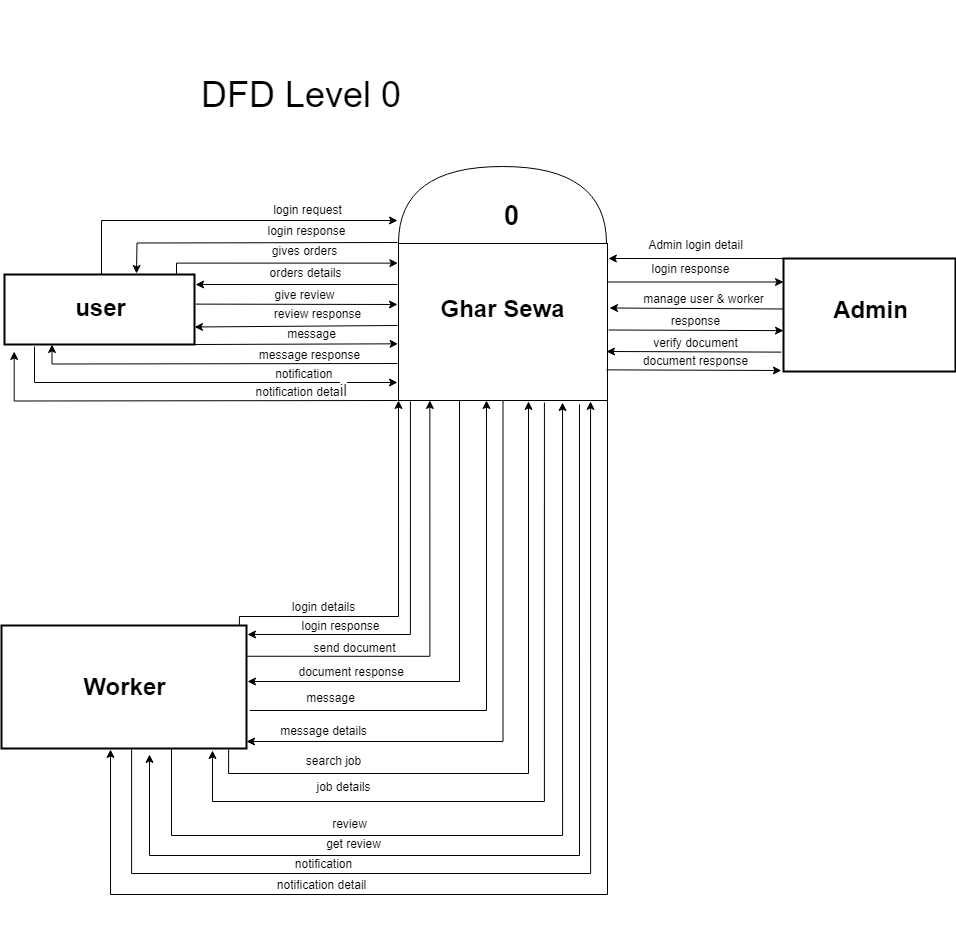 DFD Level 0
0
Ghar Sewa
user
Admin
Worker
login request
login response
gives orders
orders details
give review
review response
message
message response
notification
notification detail
Admin login detail
login response
manage user & worker
response
verify document
document response
login details
login response
send document
document response
message
message details
search job
job details
review
get review
notification
notification detail